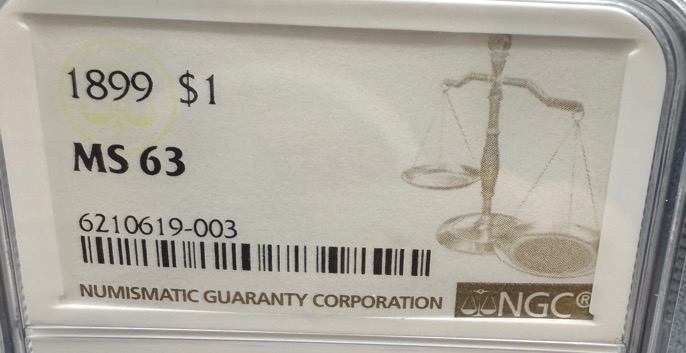 1899 $1
MS 63
6210619-003
NUMISMATIC GUARANTY CORPORATION NGC®